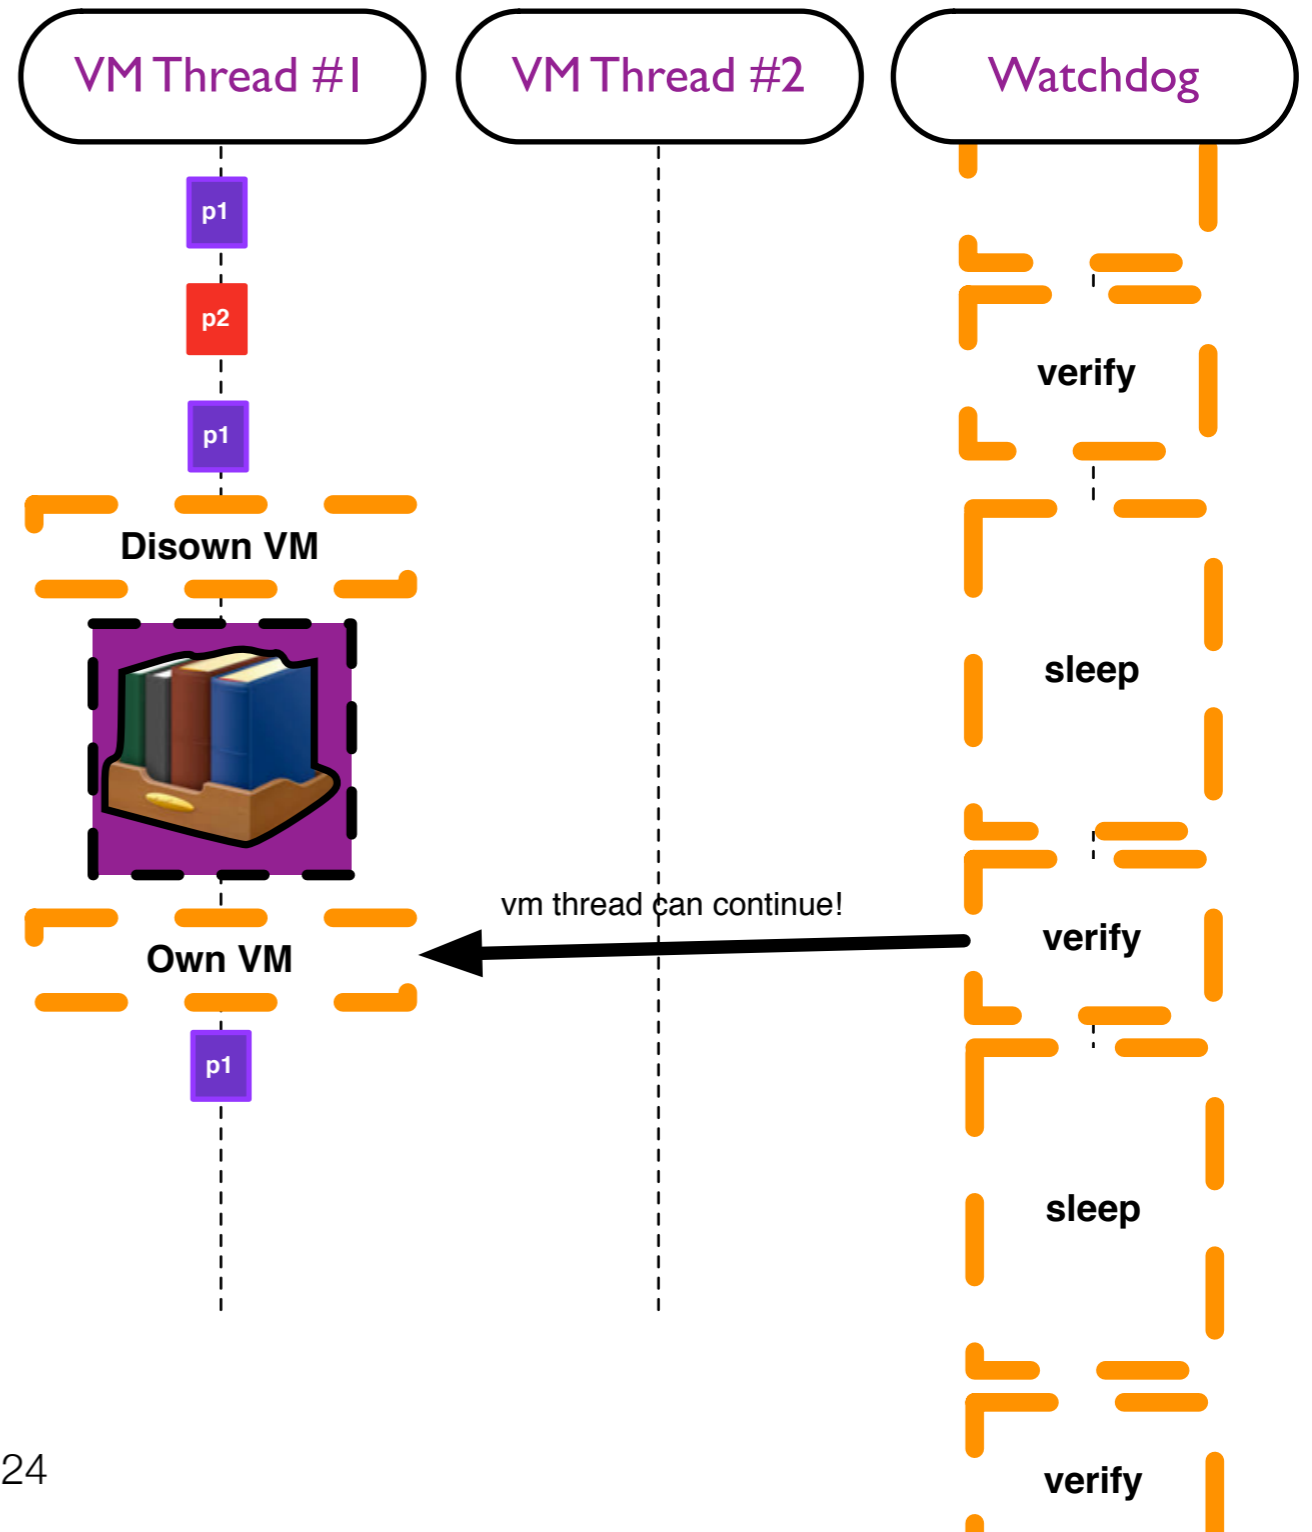 VM Thread #1
VM Thread #2
Watchdog
p1
p2
verify
p1
Disown VM
sleep
vm thread can continue!
verify
Own VM
p1
sleep
24
verify